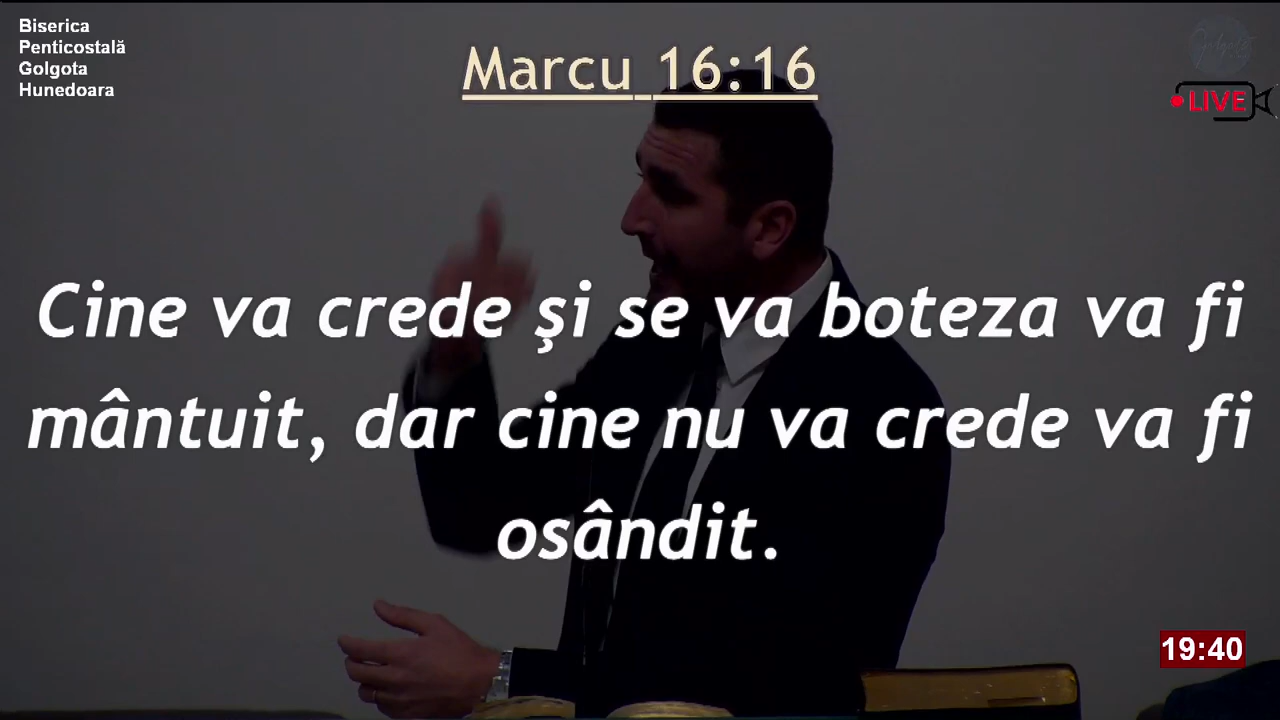 Biserica
Penticostală
Golgota
Hunedoara
Marcu 16:16
LIVE
Cine va crede şi se va boteza va fi
mântuit, dar cine nu va crede va fi
osândit.
19:40